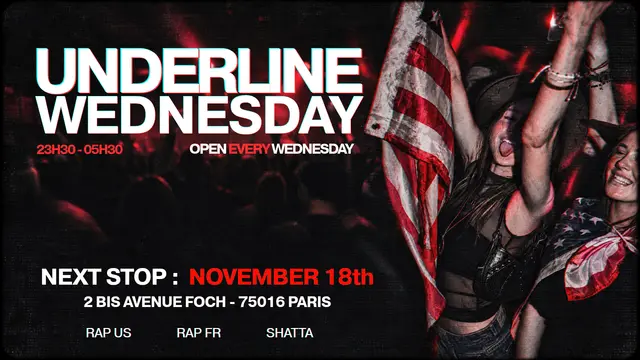 UNDERLINE
WEDNESDAY
23H30 - 05H30
OPEN EVERY WEDNESDAY
NEXT STOP : NOVEMBER 18th
2 BIS AVENUE FOCH - 75016 PARIS
RAP US RAP FR SHATTA